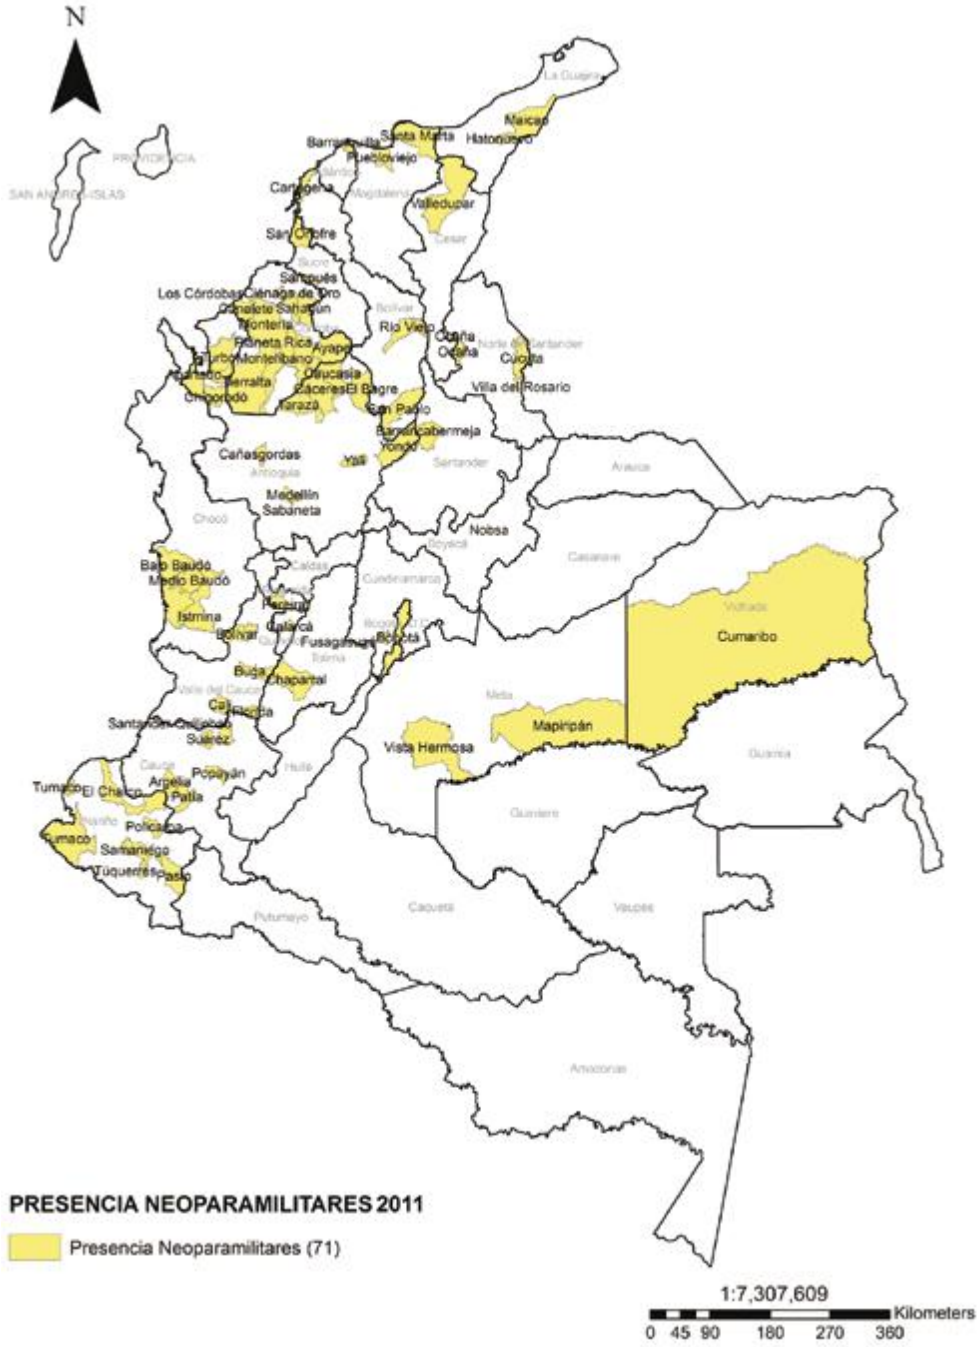 N
La Guajira
Maicao
Santa Marta
Hatonuevo
Barranquilla
Puebloviejo
PROVIDENCIA
Atlántico
Cartagena
Magdalena
SAN ANDRES-ISLAS
Valledupar
San Onofre
Cesar
Sucre
Los Córdobas
Ciénaga de Oro
Canalete
Sahagún
Bolívar
Montería
Río Viejo
Planeta Rica
Ayapel
Ocaña
Norte de Santander
Ocaña
Cúcuta
Turbo
Montelíbano
Caucasia
Villa del Rosario
Cáceres
El Bagre
Chigorodó
Tarazá
San Pablo
Barrancabermeja
Yondó
Cañasgordas
Yalí
Santander
Arauca
Antioquia
Medellín
Sabaneta
Chocó
Nobsa
Boyacá
Casanare
Bajo Baudó
Caldas
Medio Baudó
Cundinamarca
Pereira
Vichada
Istmina
Calarcá
Bolívar
Fusagasugá
Bogotá
Cumaribo
Tolima
Buga
Chaparral
Valle del Cauca
Meta
Cali
Florida
Santander Quilichao
Mapiripán
Suárez
Vista Hermosa
Guainía
Cauca
Popayán
Huila
Argelia
Tumaco
El Charco
Patía
Guaviare
Nariño
Policarpa
Tumaco
Samaniego
Túquerres
Pasto
Caquetá
Vaupés
Putumayo
Amazonas
PRESENCIA NEOPARAMILITARES 2011
Presencia Neoparamilitares (71)
1:7,307,609
Kilometers
0 45 90 180 270 360